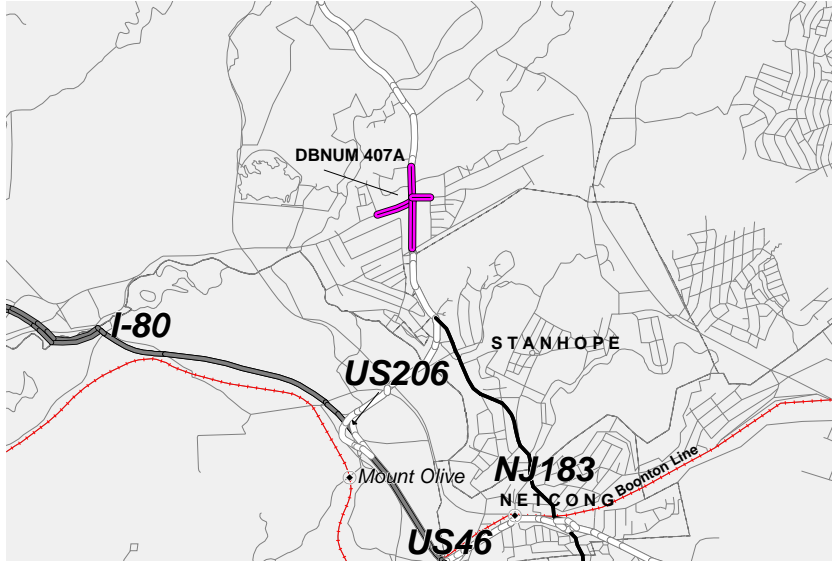 DBNUM 407A
I-80
STANHOPE
US206
NJ183
Mount Olive
Boonton Line
NETCONG
US46